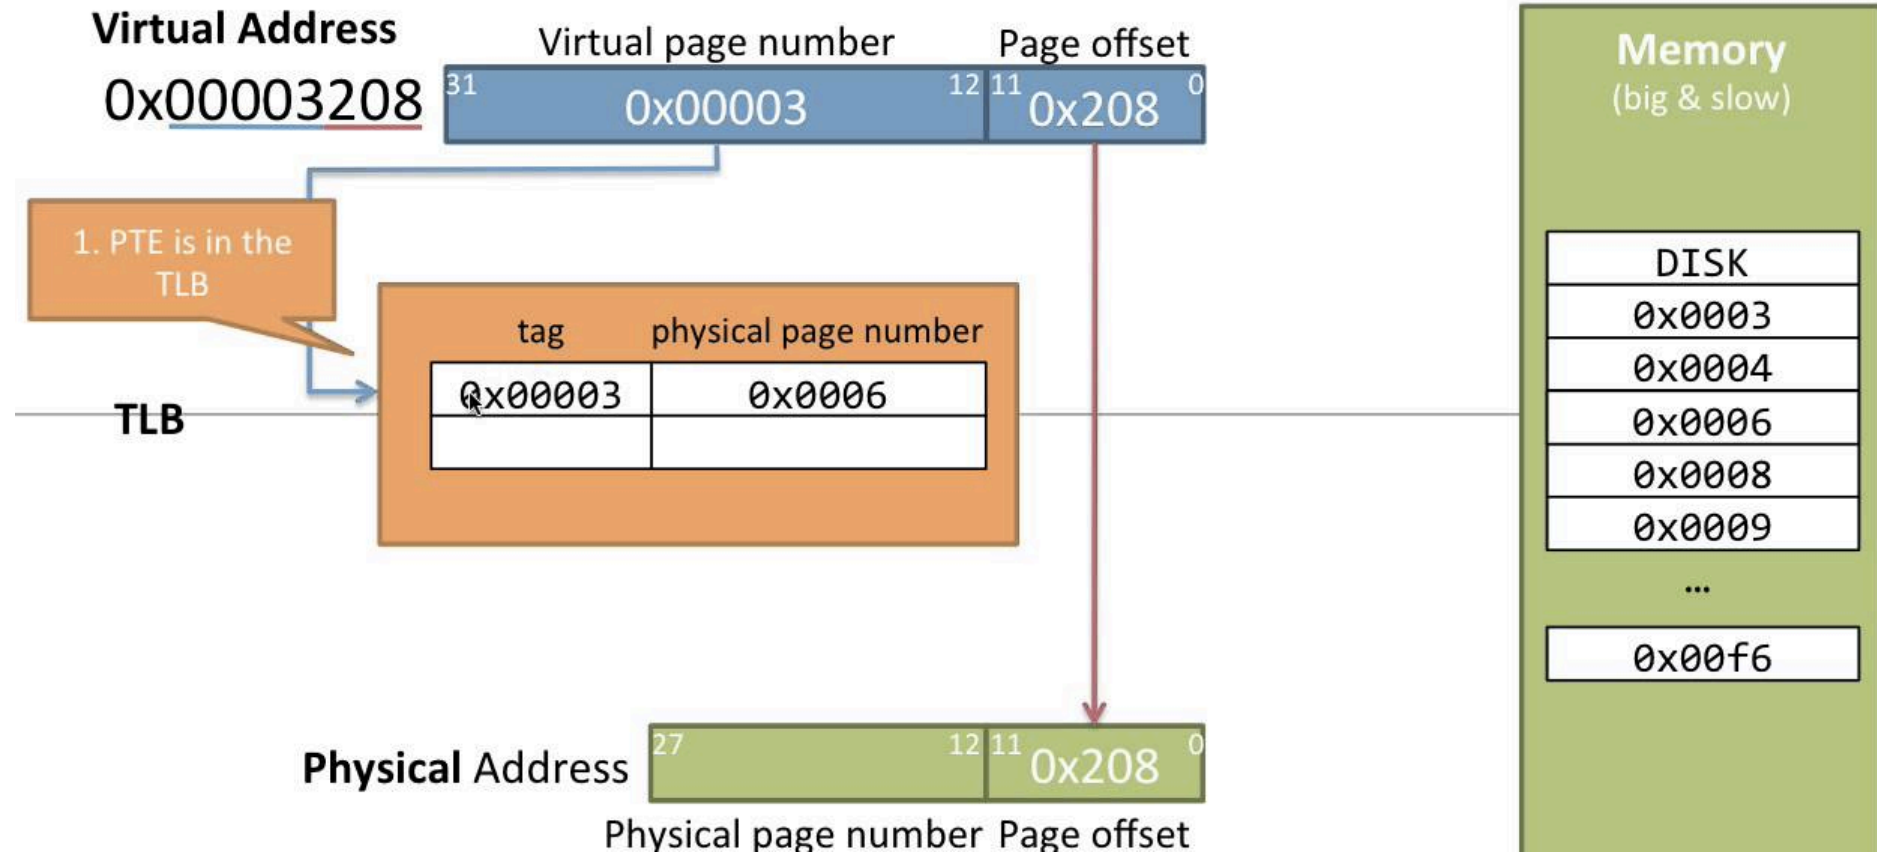 Virtual Address
0x00003208
Virtual page number
Page offset
31
0x00003
12
11
0x208
0
1. PTE is in the
TLB
tag
physical page number
0x00003
0x0006
TLB
Physical Address
27
12
11
0x208
0
Physical page number
Page offset
Memory
(big & slow)
DISK
0x0003
0x0004
0x0006
0x0008
0x0009
...
0x00f6